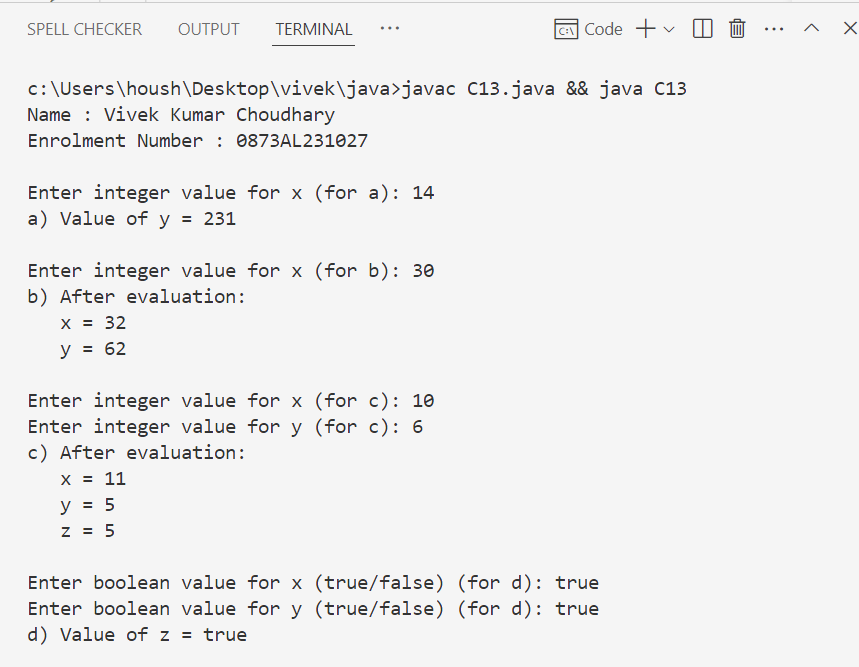 SPELL CHECKER OUTPUT TERMINAL ··· Code
c:\Users\housh\Desktop\vivek\java>javac C13.java && java C13
Name : Vivek Kumar Choudhary
Enrolment Number : 0873AL231027
Enter integer value for x (for a): 14
a) Value of y = 231
Enter integer value for x (for b): 30
b) After evaluation:
x = 32
y = 62
Enter integer value for x (for c): 10
Enter integer value for y (for c): 6
c) After evaluation:
x = 11
y = 5
z = 5
Enter boolean value for x (true/false) (for d): true
Enter boolean value for y (true/false) (for d): true
d) Value of z = true